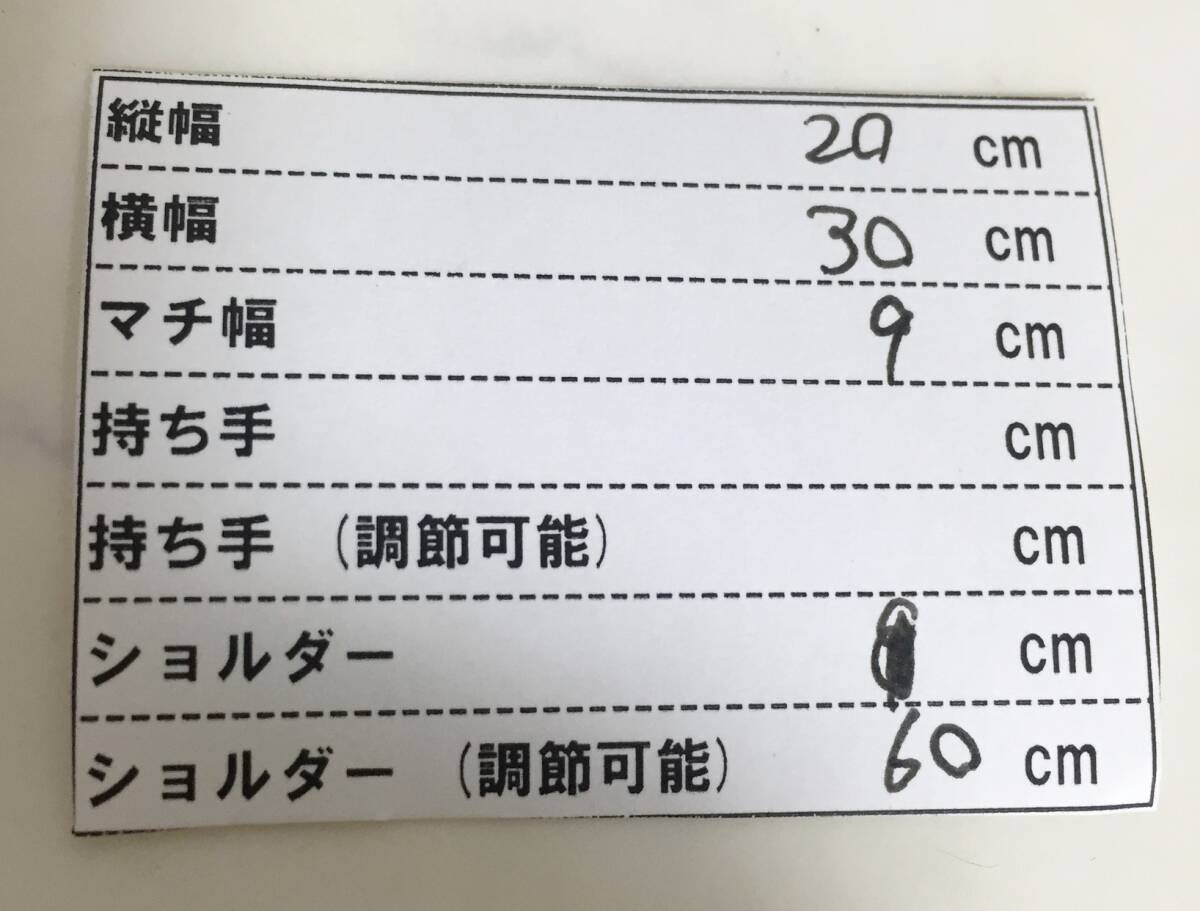 縦幅 20 cm
横幅 30 cm
マチ幅 9 cm
持ち手 cm
持ち手 (調節可能) cm
ショルダー cm
ショルダー (調節可能) 60 cm